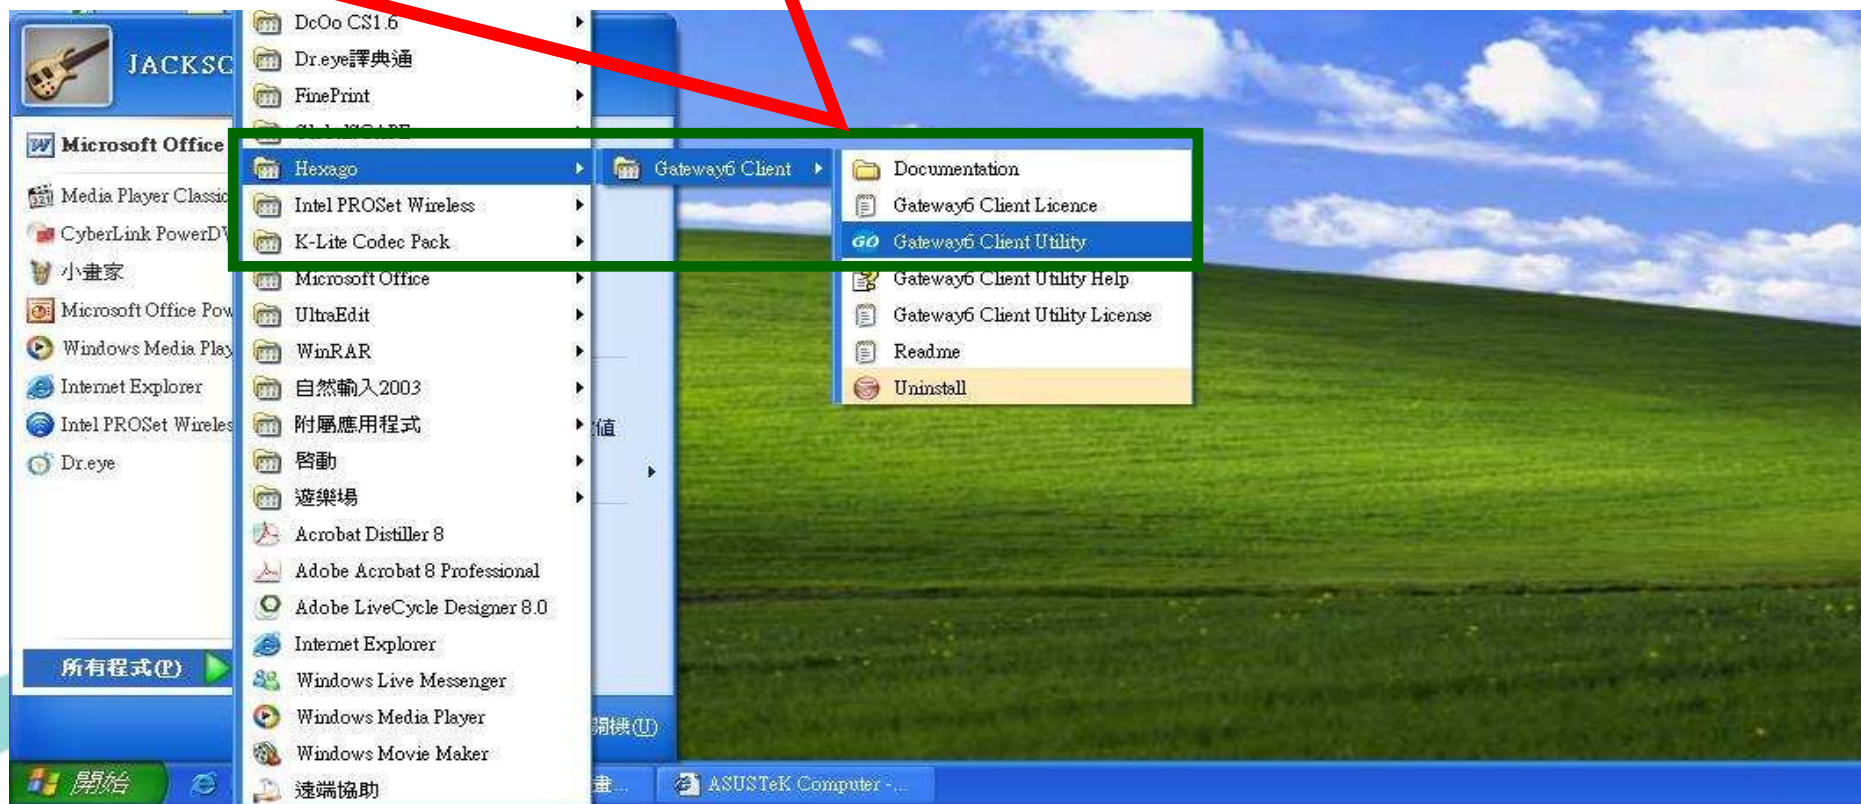 JACKSC
Microsoft Office
Media Player Classic
CyberLink PowerDV
小畫家
Microsoft Office Pow
Windows Media Play
Internet Explorer
Intel PROSet Wireles
Dr.eye
所有程式(P)
DcOo CS1.6
Dr.eye譯典通
FinePrint
GlobalSCAPE
Hexago
Intel PROSet Wireless
K-Lite Codec Pack
Microsoft Office
UltraEdit
WinRAR
自然輸入2003
附屬應用程式
啓動
遊樂場
Acrobat Distiller 8
Adobe Acrobat 8 Professional
Adobe LiveCycle Designer 8.0
Internet Explorer
Windows Live Messenger
Windows Media Player
Windows Movie Maker
遠端協助
Gateway6 Client
Documentation
Gateway6 Client Licence
GO Gateway6 Client Utility
Gateway6 Client Utility Help
Gateway6 Client Utility License
Readme
Uninstall
值
關機(U)
開始
畫...
ASUSTeK Computer -...